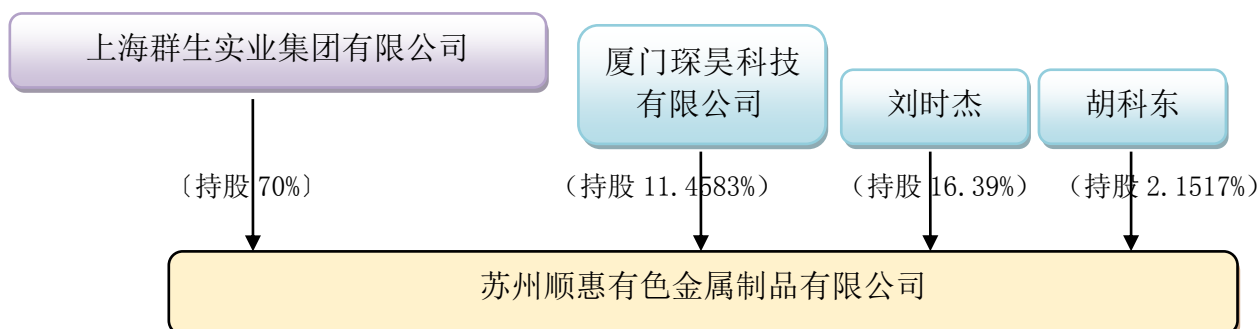 上海群生实业集团有限公司
厦门琛昊科技
有限公司
刘时杰
胡科东
〔持股 70%〕
（持股 11.4583%）
（持股 16.39%）
（持股 2.1517%）
苏州顺惠有色金属制品有限公司